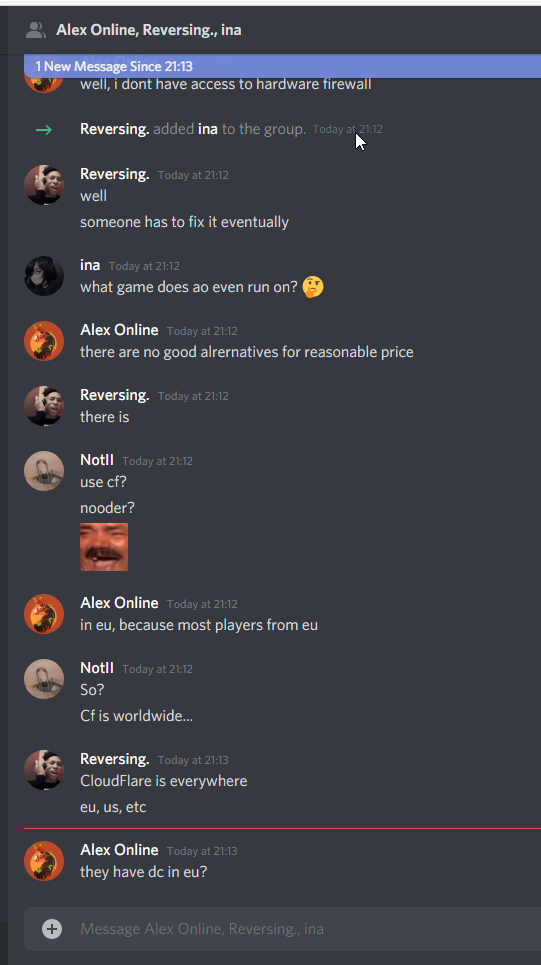 Alex Online, Reversing., ina
1 New Message Since 21:13
well, i dont have access to hardware firewall
Reversing. added ina to the group. Today at 21:12
Reversing. Today at 21:12
well
someone has to fix it eventually
ina Today at 21:12
what game does ao even run on? 🤔
Alex Online Today at 21:12
there are no good alrernatives for reasonable price
Reversing. Today at 21:12
there is
NotII Today at 21:12
use cf?
nooder?
Alex Online Today at 21:12
in eu, because most players from eu
NotII Today at 21:12
So?
Cf is worldwide...
Reversing. Today at 21:13
CloudFlare is everywhere
eu, us, etc
Alex Online Today at 21:13
they have dc in eu?
Message Alex Online, Reversing., ina